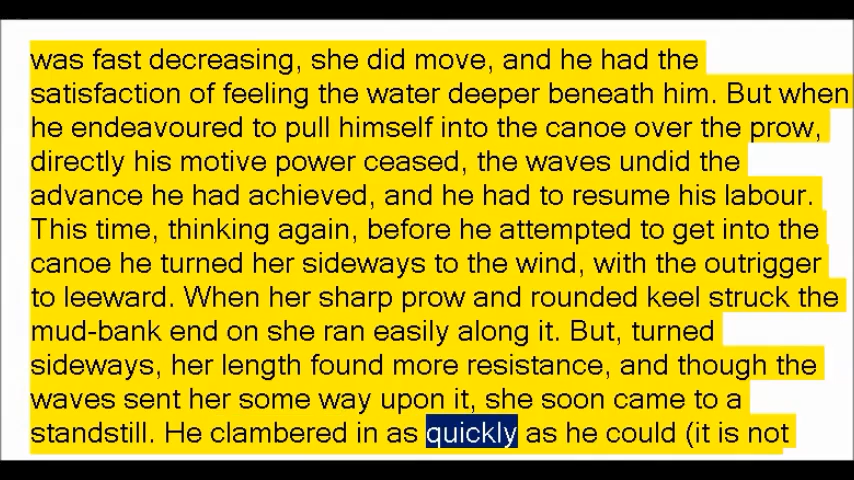 was fast decreasing, she did move, and he had the
satisfaction of feeling the water deeper beneath him. But when
he endeavoured to pull himself into the canoe over the prow,
directly his motive power ceased, the waves undid the
advance he had achieved, and he had to resume his labour.
This time, thinking again, before he attempted to get into the
canoe he turned her sideways to the wind, with the outrigger
to leeward. When her sharp prow and rounded keel struck the
mud-bank end on she ran easily along it. But, turned
sideways, her length found more resistance, and though the
waves sent her some way upon it, she soon came to a
standstill. He clambered in as quickly as he could (it is not